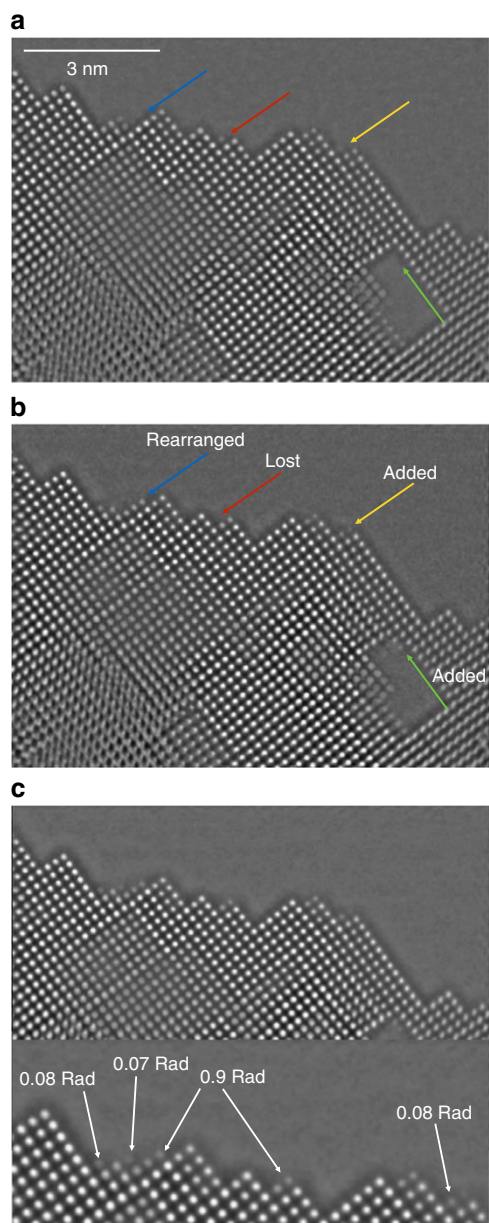 a
3 nm
b
Rearranged
Lost
Added
Added
c
0.08 Rad
0.07 Rad
0.9 Rad
0.08 Rad